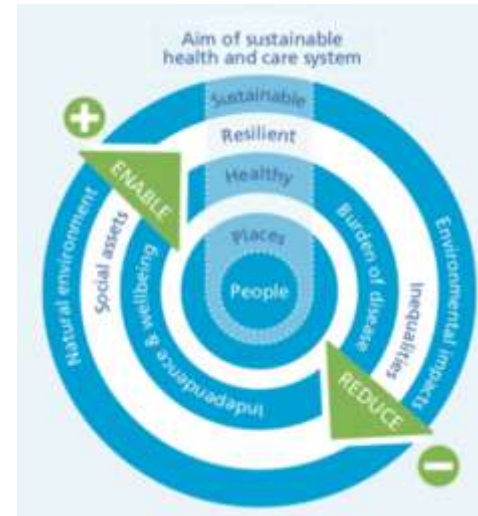 Aim of sustainable
health and care system
Sustainable
Resilient
Healthy
Places
People
ENABLE
REDUCE
Natural environment
Social assets
Independence & wellbeing
Burden of disease
Inequalities
Environmental impacts